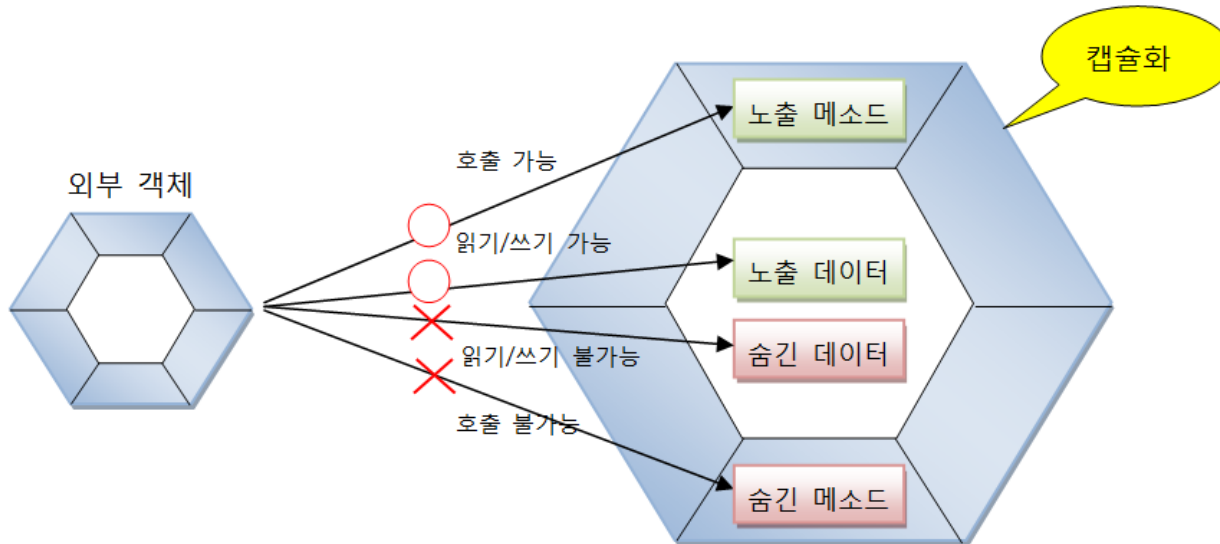 캡슐화
노출 메소드
호출 가능
외부 객체
읽기/쓰기 가능
노출 데이터
숨긴 데이터
읽기/쓰기 불가능
호출 불가능
숨긴 메소드